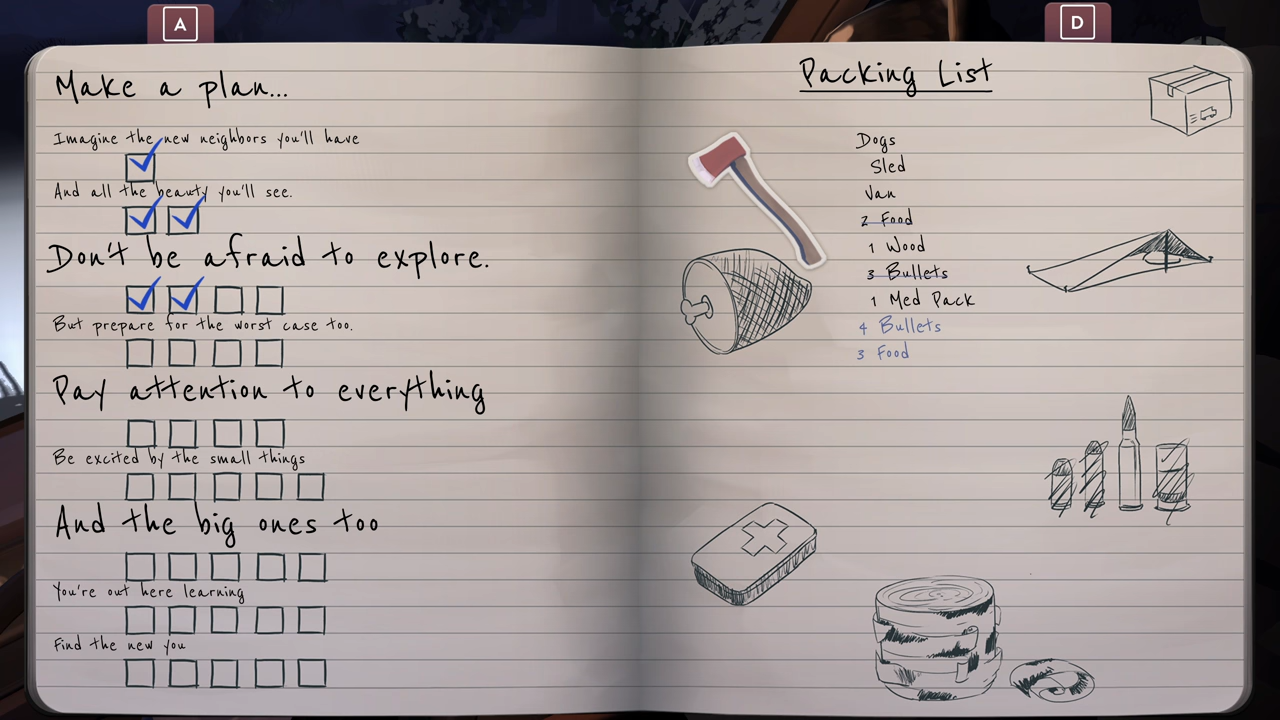 A
D
Make a plan...
Imagine the new neighbors you'll have
And all the beauty you'll see.
Don't be afraid to explore.
But prepare for the worst case too.
Pay attention to everything
Be excited by the small things
And the big ones too
You're out here learning
Find the new you
Packing List
Dogs
Sled
Van
2 Food
1 Wood
3 Bullets
1 Med Pack
4 Bullets
3 Food